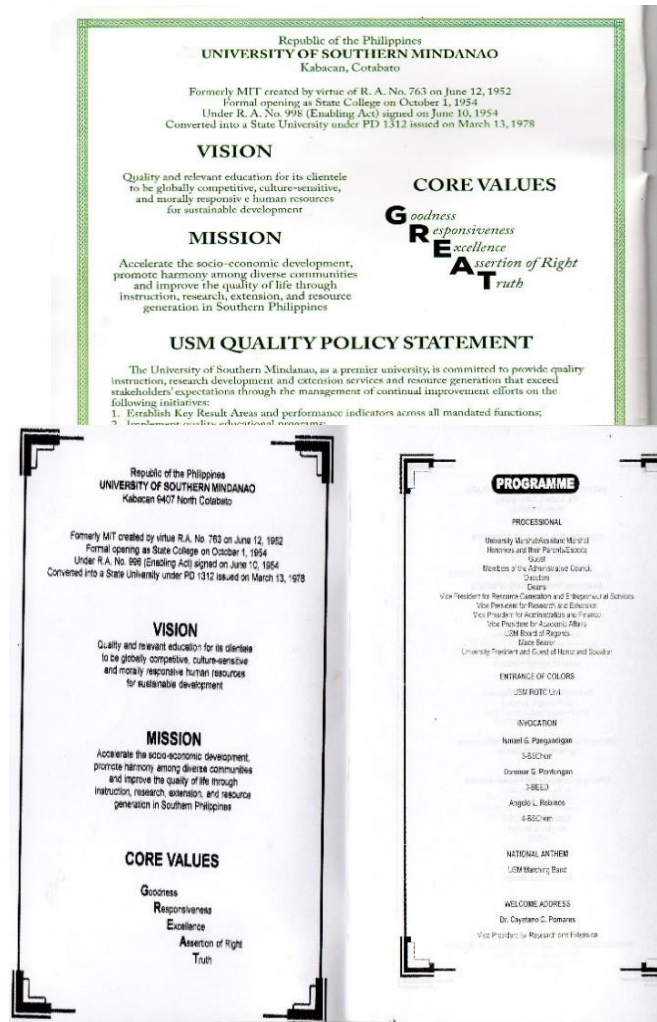 Republic of the Philippines
UNIVERSITY OF SOUTHERN MINDANAO
Kabacan, Cotabato
Formerly MIT created by virtue of R. A. No. 763 on June 12, 1952
Formal opening as State College on October 1, 1954
Under R. A. No. 998 (Enabling Act) signed on June 10, 1954
Converted into a State University under PD 1312 issued on March 13, 1978
VISION
Quality and relevant education for its clientele
to be globally competitive, culture-sensitive,
and morally responsiv e human resources
for sustainable development
MISSION
Accelerate the socio-economic development,
promote harmony among diverse communities
and improve the quality of life through
instruction, research, extension, and resource
generation in Southern Philippines
CORE VALUES
Goodness
Responsiveness
Excellence
Assertion of Right
Truth
USM QUALITY POLICY STATEMENT
The University of Southern Mindanao, as a premier university, is committed to provide quality
instruction, research development and extension services and resource generation that exceed
stakeholders' expectations through the management of continual improvement efforts on the
following initiatives:
1. Establish Key Result Areas and performance indicators across all mandated functions;
2. Implement quality educational programs;
Republic of the Philippines
UNIVERSITY OF SOUTHERN MINDANAO
Kabacan 9407 North Cotabato
Formerly MIT created by virtue R.A. No. 763 on June 12, 1952
Formal opening as State College on October 1, 1954
Under R.A. No. 998 (Enabling Act) signed on June 10, 1954
Converted into a State University under PD 1312 issued on March 13, 1978
VISION
Quality and relevant education for its clientele
to be globally competitive, culture-sensitive
and morally responsive human resources
for sustainable development
MISSION
Accelerate the socio-economic development,
promote harmony among diverse communities
and improve the quality of life through
instruction, research, extension, and resource
generation in Southern Philippines
CORE VALUES
Goodness
Responsiveness
Excellence
Assertion of Right
Truth
PROGRAMME
PROCESSIONAL
University Marshal/Assistant Marshal
Honorees and their Parents/Escorts
Guest
Members of the Administrative Council
Directors
Deans
Vice President for Resource Generation and Entrepreneurial Services
Vice President for Research and Extension
Vice President for Administration and Finance
Vice President for Academic Affairs
USM Board of Regents
Mace Bearer
University President and Guest of Honor and Speaker
ENTRANCE OF COLORS
USM ROTC Unit
INVOCATION
Ismael G. Pangandigan
3-BSChem
G.
3-BEED
Angelo L.
4-BSChem
NATIONAL ANTHEM
USM Marching Band
WELCOME ADDRESS
Dr. Cayetano C. Pomares
Vice President for Research and Extension